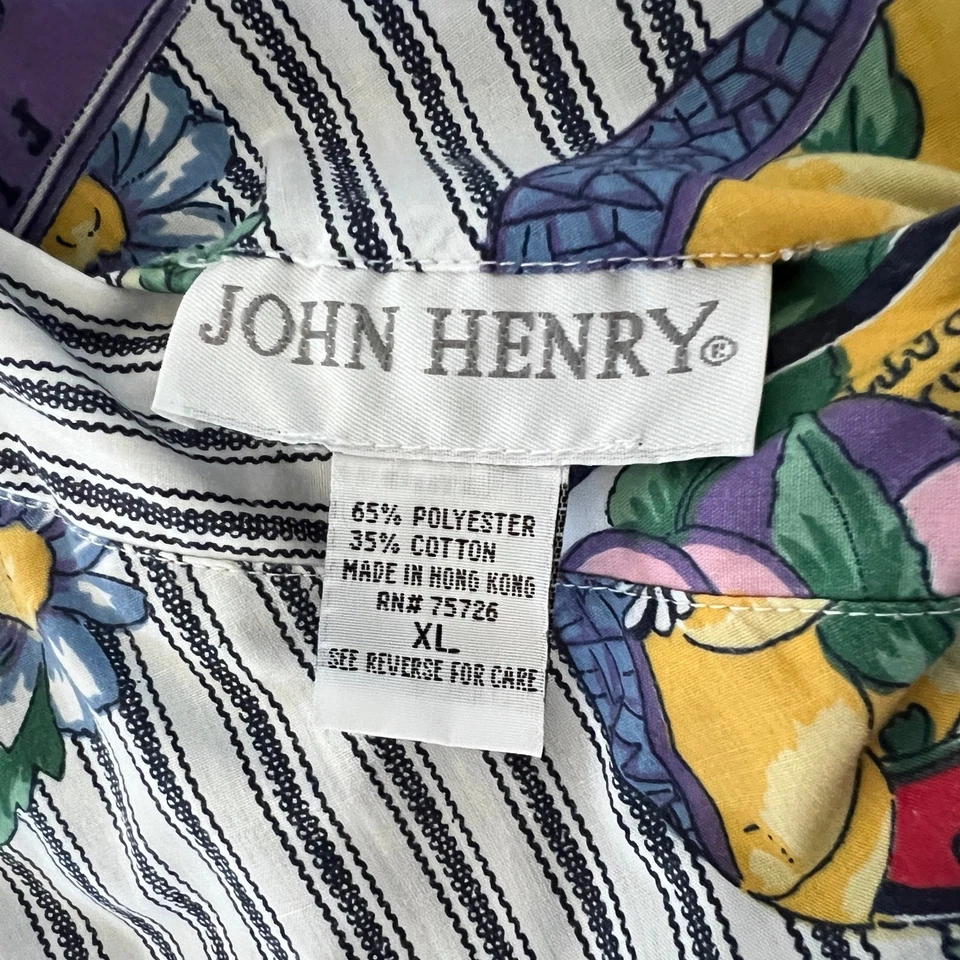 JOHN HENRY®
65% POLYESTER
35% COTTON
MADE IN HONG KONG
RN# 75726
XL
SEE REVERSE FOR CARE